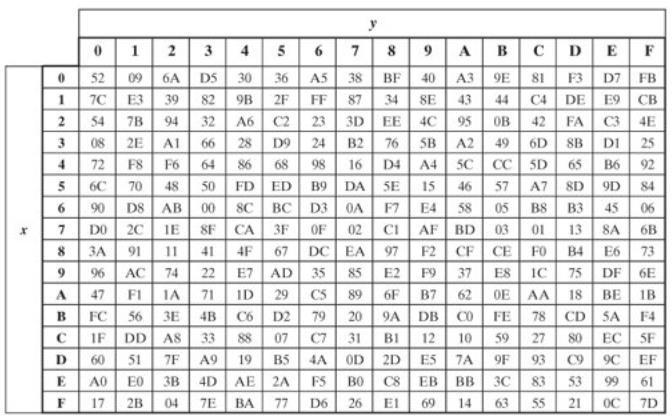 y
0 1 2 3 4 5 6 7 8 9 A B C D E F
0 52 09 6A D5 30 36 A5 38 BF 40 A3 9E 81 F3 D7 FB
1 7C E3 39 82 9B 2F FF 87 34 8E 43 44 C4 DE E9 CB
2 54 7B 94 32 A6 C2 23 3D EE 4C 95 0B 42 FA C3 4E
3 08 2E A1 66 28 D9 24 B2 76 5B A2 49 6D 8B D1 25
4 72 F8 F6 64 86 68 98 16 D4 A4 5C CC 5D 65 B6 92
5 6C 70 48 50 FD ED B9 DA 5E 15 46 57 A7 8D 9D 84
6 90 D8 AB 00 8C BC D3 0A F7 E4 58 05 B8 B3 45 06
x 7 D0 2C 1E 8F CA 3F 0F 02 C1 AF BD 03 01 13 8A 6B
8 3A 91 11 41 4F 67 DC EA 97 F2 CF CE F0 B4 E6 73
9 96 AC 74 22 E7 AD 35 85 E2 F9 37 E8 1C 75 DF 6E
A 47 F1 1A 71 1D 29 C5 89 6F B7 62 0E AA 18 BE 1B
B FC 56 3E 4B C6 D2 79 20 9A DB C0 FE 78 CD 5A F4
C 1F DD A8 33 88 07 C7 31 B1 12 10 59 27 80 EC 5F
D 60 51 7F A9 19 B5 4A 0D 2D E5 7A 9F 93 C9 9C EF
E A0 E0 3B 4D AE 2A F5 B0 C8 EB BB 3C 83 53 99 61
F 17 2B 04 7E BA 77 D6 26 E1 69 14 63 55 21 0C 7D